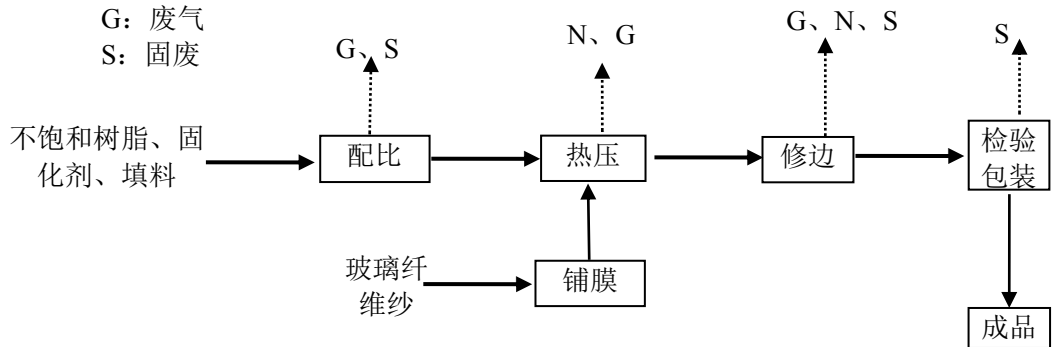 G：废气
S：固废
G、S
N、G
G、N、S
S
不饱和树脂、固
化剂、填料
配比
热压
修边
检验
包装
玻璃纤
维纱
铺膜
成品